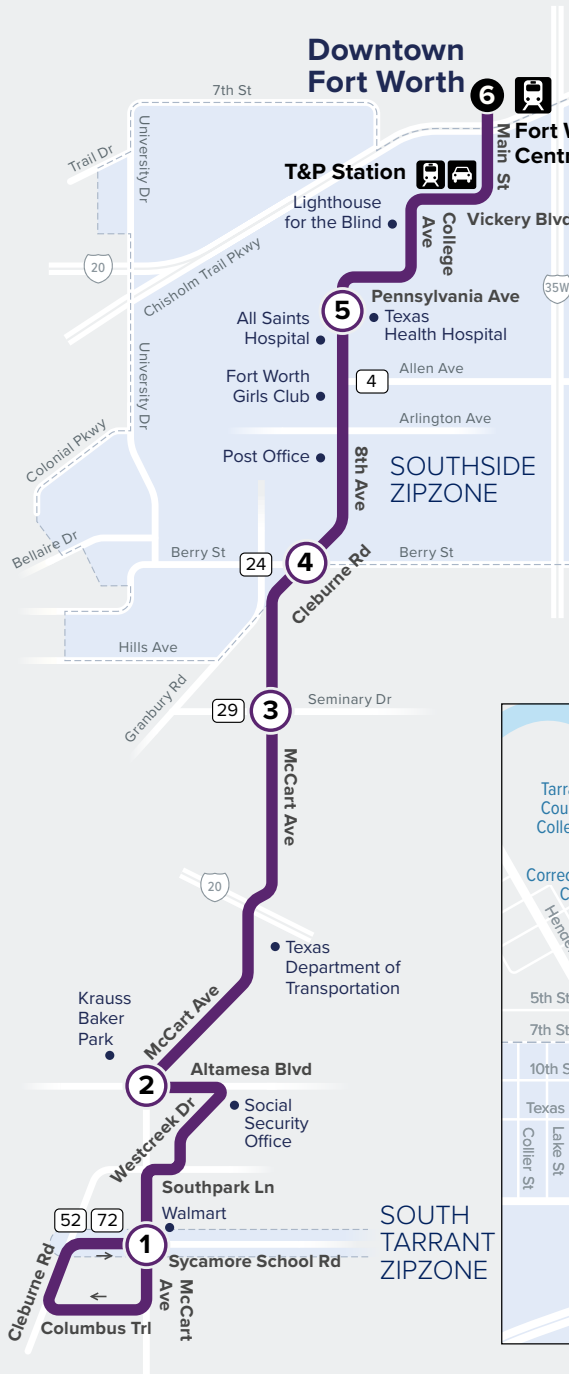 Downtown
Fort Worth
6
7th St
Main St
Fort W
Centr
University Dr
Trail Dr
T&P Station
Lighthouse
for the Blind
College
Ave
Vickery Blvd
20
Chisholm Trail Pkwy
35W
5
Pennsylvania Ave
Texas
Health Hospital
All Saints
Hospital
University Dr
Fort Worth
Girls Club
4
Allen Ave
Arlington Ave
Colonial Pkwy
Post Office
8th Ave
SOUTHSIDE
ZIPZONE
Bellaire Dr
Berry St
24
4
Berry St
Cleburne Rd
Hills Ave
Granbury Rd
29
3
Seminary Dr
McCart Ave
20
Texas
Department of
Transportation
Krauss
Baker
Park
McCart Ave
2
Altamesa Blvd
Westcreek Dr
Social
Security
Office
Southpark Ln
Walmart
52
72
1
Sycamore School Rd
SOUTH
TARRANT
ZIPZONE
Cleburne Rd
→
←
McCart
Ave
Columbus Trl
Tarr
Cou
Colle
Correc
C
Hende
5th St
7th St
10th S
Texas
Collier St
Lake St